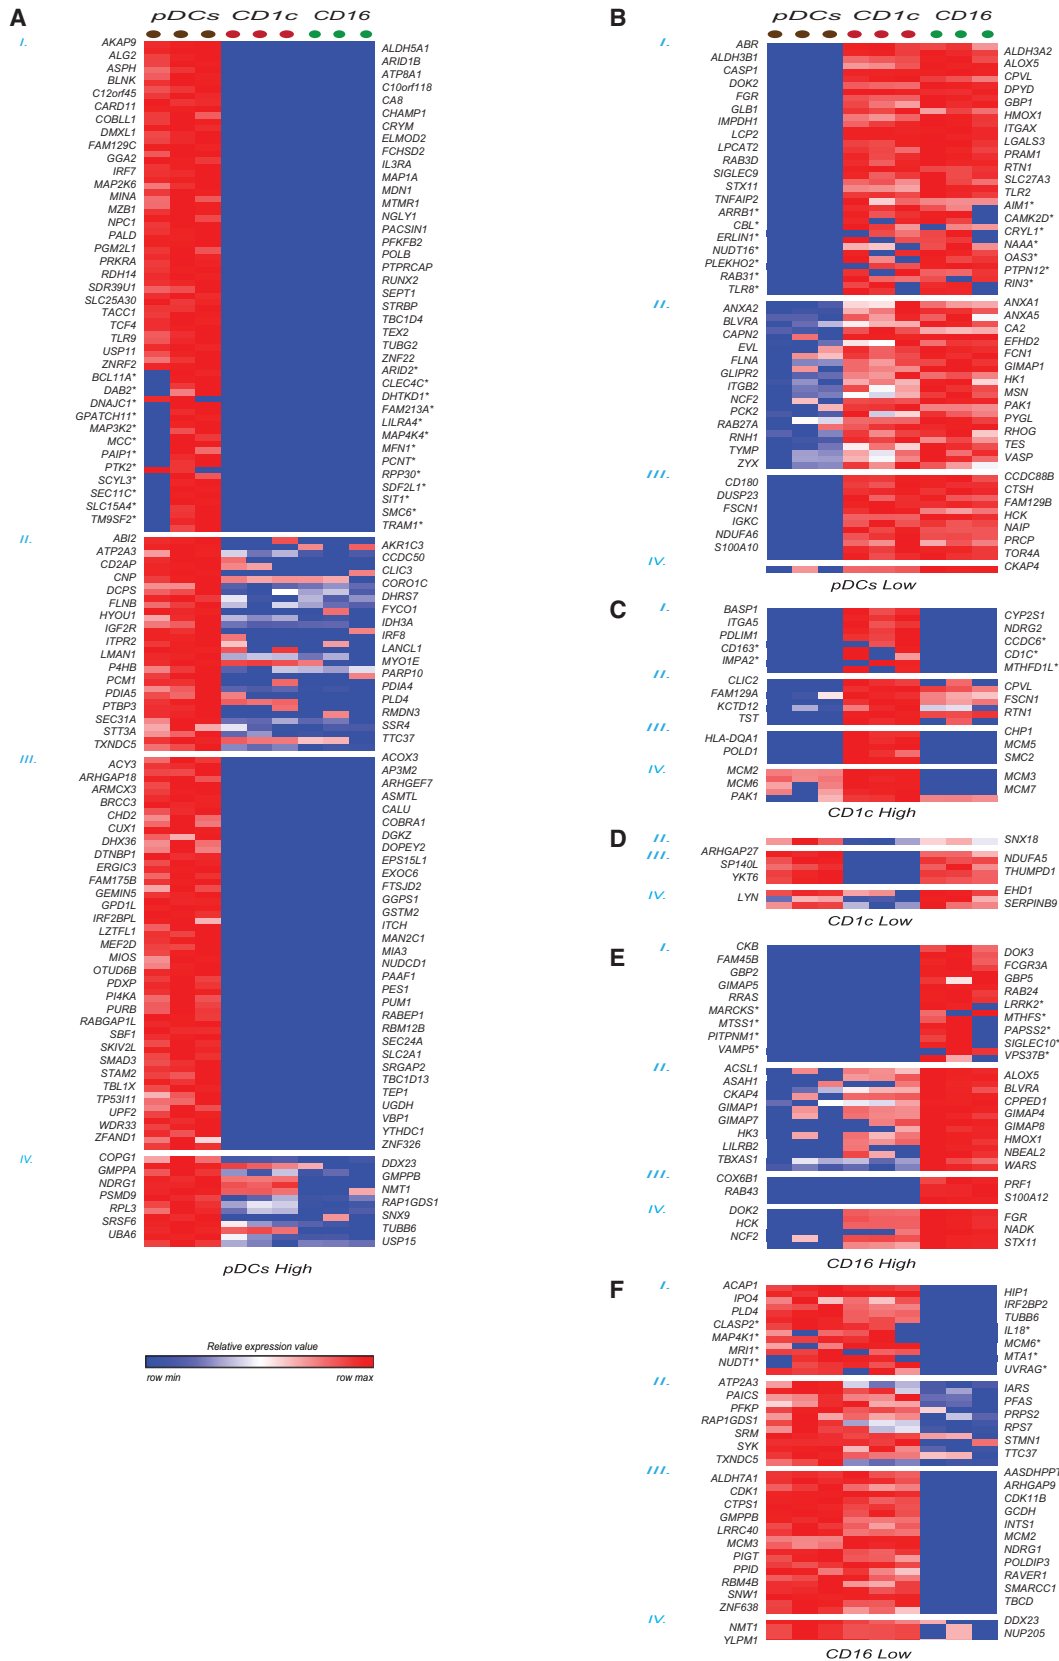 A
pDCs CD1c CD16
I.
AKAP9
ALG2
ASPH
BLNK
C12orf45
CARD11
COBLL1
DMXL1
FAM129C
GGA2
IRF7
MAP2K6
MINA
MZB1
NPC1
PALD
PGM2L1
PRKRA
RDH14
SDR39U1
SLC25A30
TACC1
TCF4
TLR9
USP11
ZNRF2
BCL11A*
DAB2*
DNAJC1*
GPATCH11*
MAP3K2*
MCC*
PAIP1*
PTK2*
SCYL3*
SEC11C*
SLC15A4*
TM9SF2*
ALDH5A1
ARID1B
ATP8A1
C10orf118
CA8
CHAMP1
CRYM
ELMOD2
FCHSD2
IL3RA
MAP1A
MDN1
MTMR1
NGLY1
PACSIN1
PFKFB2
POLB
PTPRCAP
RUNX2
SEPT1
STRBP
TBC1D4
TEX2
TUBG2
ZNF22
ARID2*
CLEC4C*
DHTKD1*
FAM213A*
LILRA4*
MAP4K4*
MFN1*
PCNT*
RPP30*
SDF2L1*
SIT1*
SMC6*
TRAM1*
II.
ABI2
ATP2A3
CD2AP
CNP
DCPS
FLNB
HYOU1
IGF2R
ITPR2
LMAN1
P4HB
PCM1
PDIA5
PTBP3
SEC31A
STT3A
TXNDC5
AKR1C3
CCDC50
CLIC3
CORO1C
DHRS7
FYCO1
IDH3A
IRF8
LANCL1
MYO1E
PARP10
PDIA4
PLD4
RMDN3
SSR4
TTC37
III.
ACY3
ARHGAP18
ARMCX3
BRCC3
CHD2
CUX1
DHX36
DTNBP1
ERGIC3
FAM175B
GEMIN5
GPD1L
IRF2BPL
LZTFL1
MEF2D
MIOS
OTUD6B
PDXP
PI4KA
PURB
RABGAP1L
SBF1
SKIV2L
SMAD3
STAM2
TBL1X
TP53I11
UPF2
WDR33
ZFAND1
ACOX3
AP3M2
ARHGEF7
ASMTL
CALU
COBRA1
DGKZ
DOPEY2
EPS15L1
EXOC6
FTSJD2
GGPS1
GSTM2
ITCH
MAN2C1
MIA3
NUDCD1
PAAF1
PES1
PUM1
RABEP1
RBM12B
SEC24A
SLC2A1
SRGAP2
TBC1D13
TEP1
UGDH
VBP1
YTHDC1
ZNF326
IV.
COPG1
GMPPA
NDRG1
PSMD9
RPL3
SRSF6
UBA6
DDX23
GMPPB
NMT1
RAP1GDS1
SNX9
TUBB6
USP15
pDCs High
Relative expression value
row min row max
B
pDCs CD1c CD16
I.
ABR
ALDH3B1
CASP1
DOK2
FGR
GLB1
IMPDH1
LCP2
LPCAT2
RAB3D
SIGLEC9
STX11
TNFAIP2
ARRB1*
CBL*
ERLIN1*
NUDT16*
PLEKHO2*
RAB31*
TLR8*
ALDH3A2
ALOX5
CPVL
DPYD
GBP1
HMOX1
ITGAX
LGALS3
PRAM1
RTN1
SLC27A3
TLR2
AIM1*
CAMK2D*
CRYL1*
NAAA*
OAS3*
PTPN12*
RIN3*
II.
ANXA2
BLVRA
CAPN2
EVL
FLNA
GLIPR2
ITGB2
NCF2
PCK2
RAB27A
RNH1
TYMP
ZYX
ANXA1
ANXA5
CA2
EFHD2
FCN1
GIMAP1
HK1
MSN
PAK1
PYGL
RHOG
TES
VASP
III.
CD180
DUSP23
FSCN1
IGKC
NDUFA6
S100A10
CCDC88B
CTSH
FAM129B
HCK
NAIP
PRCP
TOR4A
IV.
CKAP4
pDCs Low
C
I.
BASP1
ITGA5
PDLIM1
CD163*
IMPA2*
CYP2S1
NDRG2
CCDC6*
CD1C*
MTHFD1L*
II.
CLIC2
FAM129A
KCTD12
TST
CPVL
FSCN1
RTN1
III.
HLA-DQA1
POLD1
CHP1
MCM5
SMC2
IV.
MCM2
MCM6
PAK1
MCM3
MCM7
CD1c High
D
II.
SNX18
III.
ARHGAP27
SP140L
YKT6
NDUFA5
THUMPD1
IV.
LYN
EHD1
SERPINB9
CD1c Low
E
I.
CKB
FAM45B
GBP2
GIMAP5
RRAS
MARCKS*
MTSS1*
PITPNM1*
VAMP5*
DOK3
FCGR3A
GBP5
RAB24
LRRK2*
MTHFS*
PAPSS2*
SIGLEC10*
VPS37B*
II.
ACSL1
ASAH1
CKAP4
GIMAP1
GIMAP7
HK3
LILRB2
TBXAS1
ALOX5
BLVRA
CPPED1
GIMAP4
GIMAP8
HMOX1
NBEAL2
WARS
III.
COX6B1
RAB43
PRF1
S100A12
IV.
DOK2
HCK
NCF2
FGR
NADK
STX11
CD16 High
F
I.
ACAP1
IPO4
PLD4
CLASP2*
MAP4K1*
MRI1*
NUDT1*
HIP1
IRF2BP2
TUBB6
IL18*
MCM6*
MTA1*
UVRAG*
II.
ATP2A3
PAICS
PFKP
RAP1GDS1
SRM
SYK
TXNDC5
IARS
PFAS
PRPS2
RPS7
STMN1
TTC37
III.
ALDH7A1
CDK1
CTPS1
GMPPB
LRRC40
MCM3
PIGT
PPID
RBM4B
SNW1
ZNF638
AASDHPPT
ARHGAP9
CDK11B
GCDH
INTS1
MCM2
NDRG1
POLDIP3
RAVER1
SMARCC1
TBCD
IV.
NMT1
YLPM1
DDX23
NUP205
CD16 Low